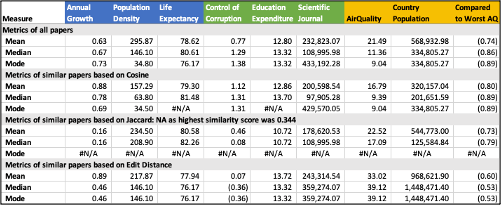 Measure Annual Growth Population Density Life Expectancy Control of Corruption Education Expenditure Scientific Journal AirQuality Country Population Compared to Worst AQ
Metrics of all papers
Mean 0.63 295.87 78.62 0.77 12.80 232,823.07 21.49 568,932.98 (0.74)
Median 0.67 146.10 80.61 1.29 13.32 108,995.98 11.36 334,805.27 (0.86)
Mode 0.73 34.80 76.17 1.38 13.32 433,192.28 9.04 334,805.27 (0.89)
Metrics of similar papers based on Cosine
Mean 0.88 157.29 79.30 1.12 12.86 200,598.54 16.79 320,157.04 (0.80)
Median 0.78 63.80 81.48 1.31 13.70 97,905.28 9.39 201,651.59 (0.89)
Mode 0.69 34.50 #N/A 1.31 #N/A 429,570.05 9.04 334,805.27 (0.89)
Metrics of similar papers based on Jaccard: NA as highest similarity score was 0.344
Mean 0.16 234.50 80.58 0.46 10.72 178,620.53 22.52 544,773.00 (0.73)
Median 0.16 208.90 82.26 0.08 10.72 108,995.98 17.09 125,584.84 (0.79)
Mode #N/A #N/A #N/A #N/A #N/A #N/A #N/A #N/A #N/A
Metrics of similar papers based on Edit Distance
Mean 0.89 217.87 77.94 0.07 13.72 243,314.54 33.02 968,621.90 (0.60)
Median 0.46 146.10 76.17 (0.36) 13.32 359,274.07 39.12 1,448,471.40 (0.53)
Mode 0.46 146.10 76.17 (0.36) 13.32 359,274.07 39.12 1,448,471.40 (0.53)